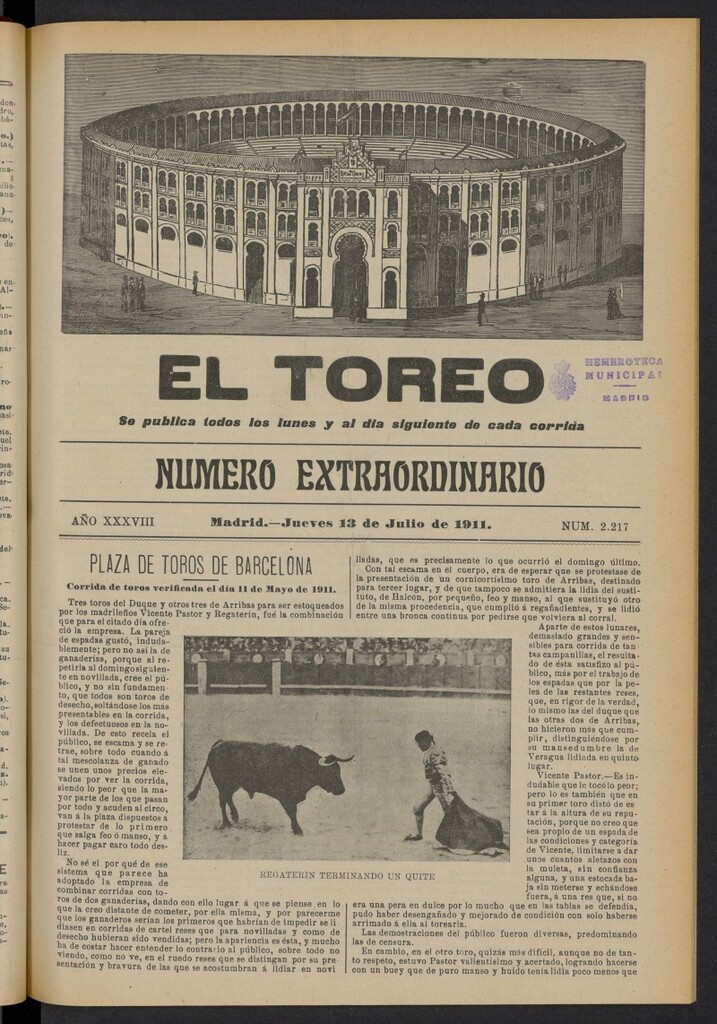 EL TOREO
HEMEROTECA
MUNICIPAL
MADRID
Se publica todos los lunes y al dia siguiente de cada corrida
NUMERO EXTRAORDINARIO
AÑO XXXVIII
Madrid.—Jueves 13 de Julio de 1911.
NUM. 2.217
PLAZA DE TOROS DE BARCELONA
Corrida de toros verificada el día 11 de Mayo de 1911.
Tres toros del Duque y otros tres de Arribas para ser estoqueados
por los madrileños Vicente Pastor y Regaterín, fué la combinación
que para el citado día ofre-
ció la empresa. La pareja
de espadas gustó, induda-
blemente; pero no así la de
ganaderías, porque al re-
petirla al domingo siguien-
te en novillada, cree el pú-
blico, y no sin fundamen-
to, que todos son toros de
desecho, soltándose los más
presentables en la corrida,
y los defectuosos en la no-
villada. De esto recela el
público, se escama y se re-
trae, sobre todo cuando á
tal mescolanza de ganado
se unen unos precios ele-
vados por ver la corrida,
siendo lo peor que la ma-
yor parte de los que pasan
por todo y acuden al circo,
van á la plaza dispuestos á
protestar de lo primero
que salga feo ó manso, y a
hacer pagar caro todo des-
liz.
No sé el por qué de ese
sistema que parece ha
adoptado la empresa de
combinar corridas con to-
ros de dos ganaderías, dando con ello lugar á que se piense en lo
que la creo distante de cometer, por ella misma, y por parecerme
que los ganaderos serían los primeros que habrían de impedir se li-
diasen en corridas de cartel reses que para novilladas y como de
desecho hubieran sido vendidas; pero la apariencia es ésta, y mucho
ha de costar hacer entender lo contrario al público, sobre todo no
viendo, como no ve, en el ruedo reses que se distingan por su pre-
sentación y bravura de las que se acostumbran á lidiar en novi
REGATERIN TERMINANDO UN QUITE
lladas, que es precisamente lo que ocurrió el domingo último.
Con tal escama en el cuerpo, era de esperar que se protestase de
la presentación de un cornicortísimo toro de Arribas, destinado
para tercer lugar, y de que tampoco se admitiera la lidia del susti-
tuto, de Halcon, por pequeño, feo y manso, al que sustituyó otro
de la misma procedencia, que cumplió á regañadientes, y se lidió
entre una bronca continua por pedirse que volviera al corral.
Aparte de estos lunares,
demasiado grandes y sen-
sibles para corrida de tan
tas campanillas, el resulta-
do de ésta satisfizo al pú-
blico, más por el trabajo de
los espadas que por la pe-
lea de las restantes reses,
que, en rigor de la verdad,
lo mismo las del duque que
las otras dos de Arribas,
no hicieron más que cum-
plir, distinguiéndose por
su mansedumbre la de
Veragua lidiada en quinto
lugar.
Vicente Pastor.—Es in-
dudable que le tocó lo peor;
pero lo es también que en
su primer toro distó de es-
tar á la altura de su repu-
tación, porque no creo que
sea propio de un espada de
las condiciones y categoría
de Vicente, limitarse a dar
unos cuantos aletazos con
la muleta, sin confianza
alguna, y una estocada ba-
ja sin meterse y echándose
fuera, á una res que, si no
era una pera en dulce por lo mucho que en las tablas se defendía,
pudo haber desengañado y mejorado de condición con solo haberse
arrimado á ella al torearla.
Las demostraciones del público fueron diversas, predominando
las de censura.
En cambio, en el otro toro, quizás más difícil, aunque no de tan-
to respeto, estuvo Pastor valientísimo y acertado, logrando hacerse
con un buey que de puro manso y huído tenía lidia poco menos que